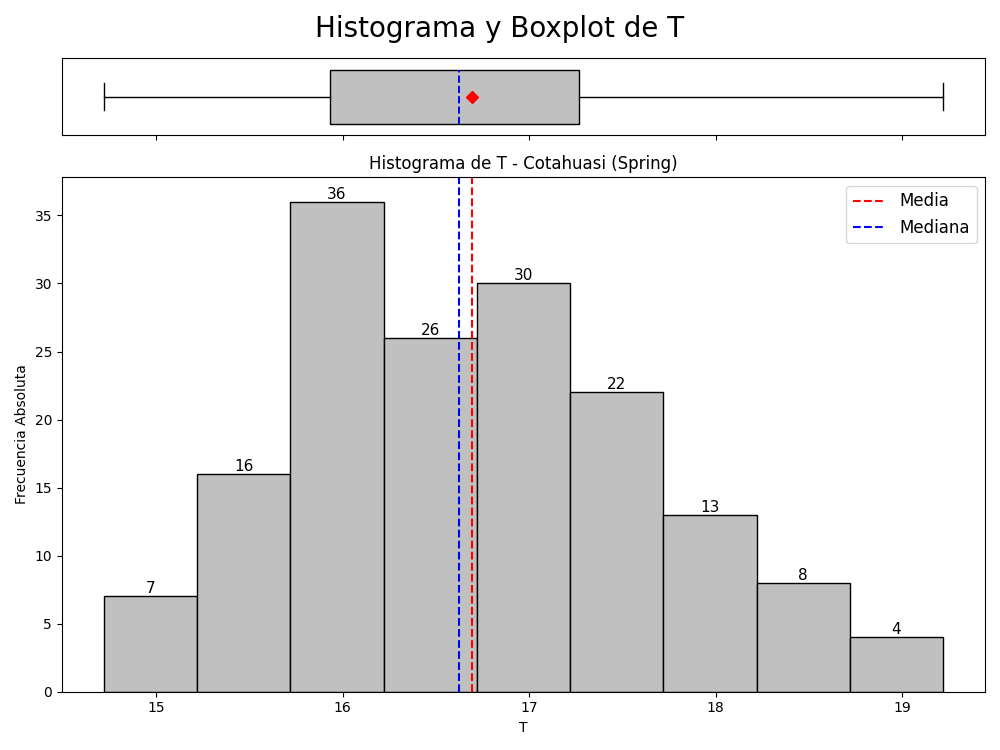 Histograma y Boxplot de T
Histograma de T - Cotahuasi (Spring)
Media
Mediana
36
30
26
22
16
13
8
7
4
35
30
25
20
15
10
5
0
Frecuencia Absoluta
15 16 17 18 19
T